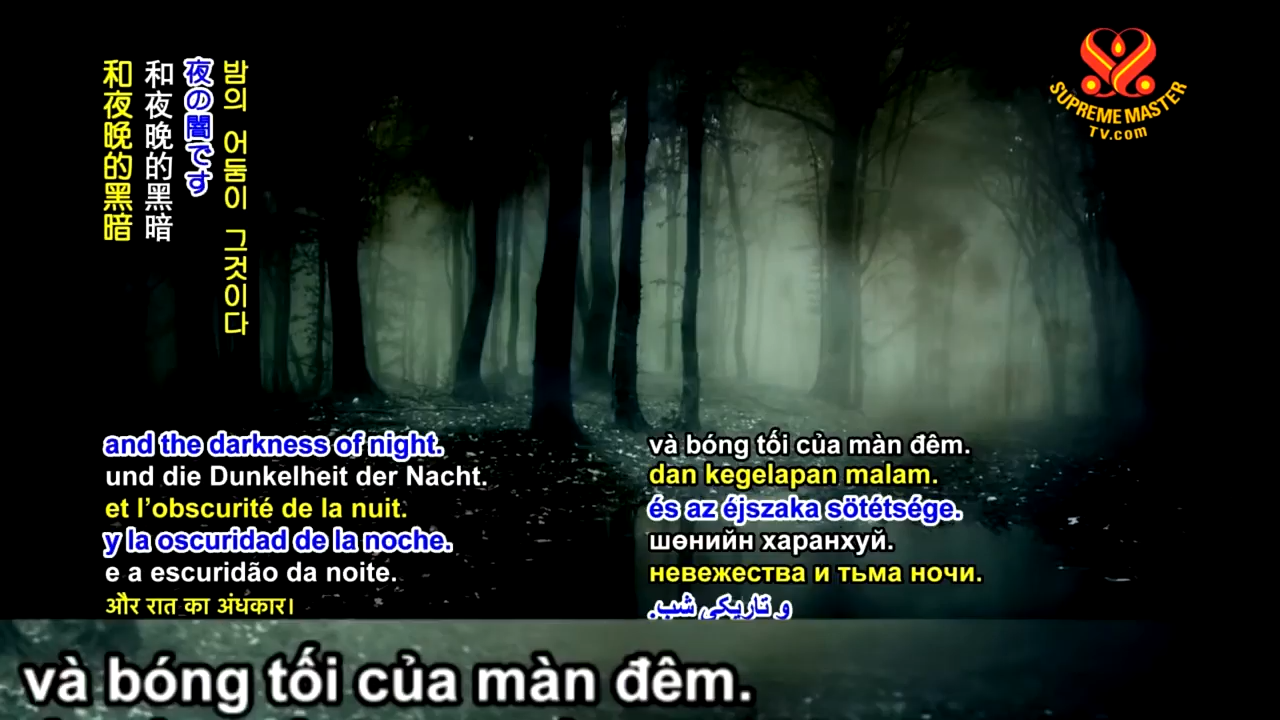 밤의 어둠이 그것이다
夜の闇です
和夜晚的黑暗
和夜晚的黑暗
SUPREME MASTER
TV.com
and the darkness of night.
und die Dunkelheit der Nacht.
et l’obscurité de la nuit.
y la oscuridad de la noche.
e a escuridão da noite.
और रात का अंधकार।
và bóng tối của màn đêm.
dan kegelapan malam.
és az éjszaka sötétsége.
шөнийн харанхуй.
невежества и тьма ночи.
و تاریکی شب.
và bóng tối của màn đêm.